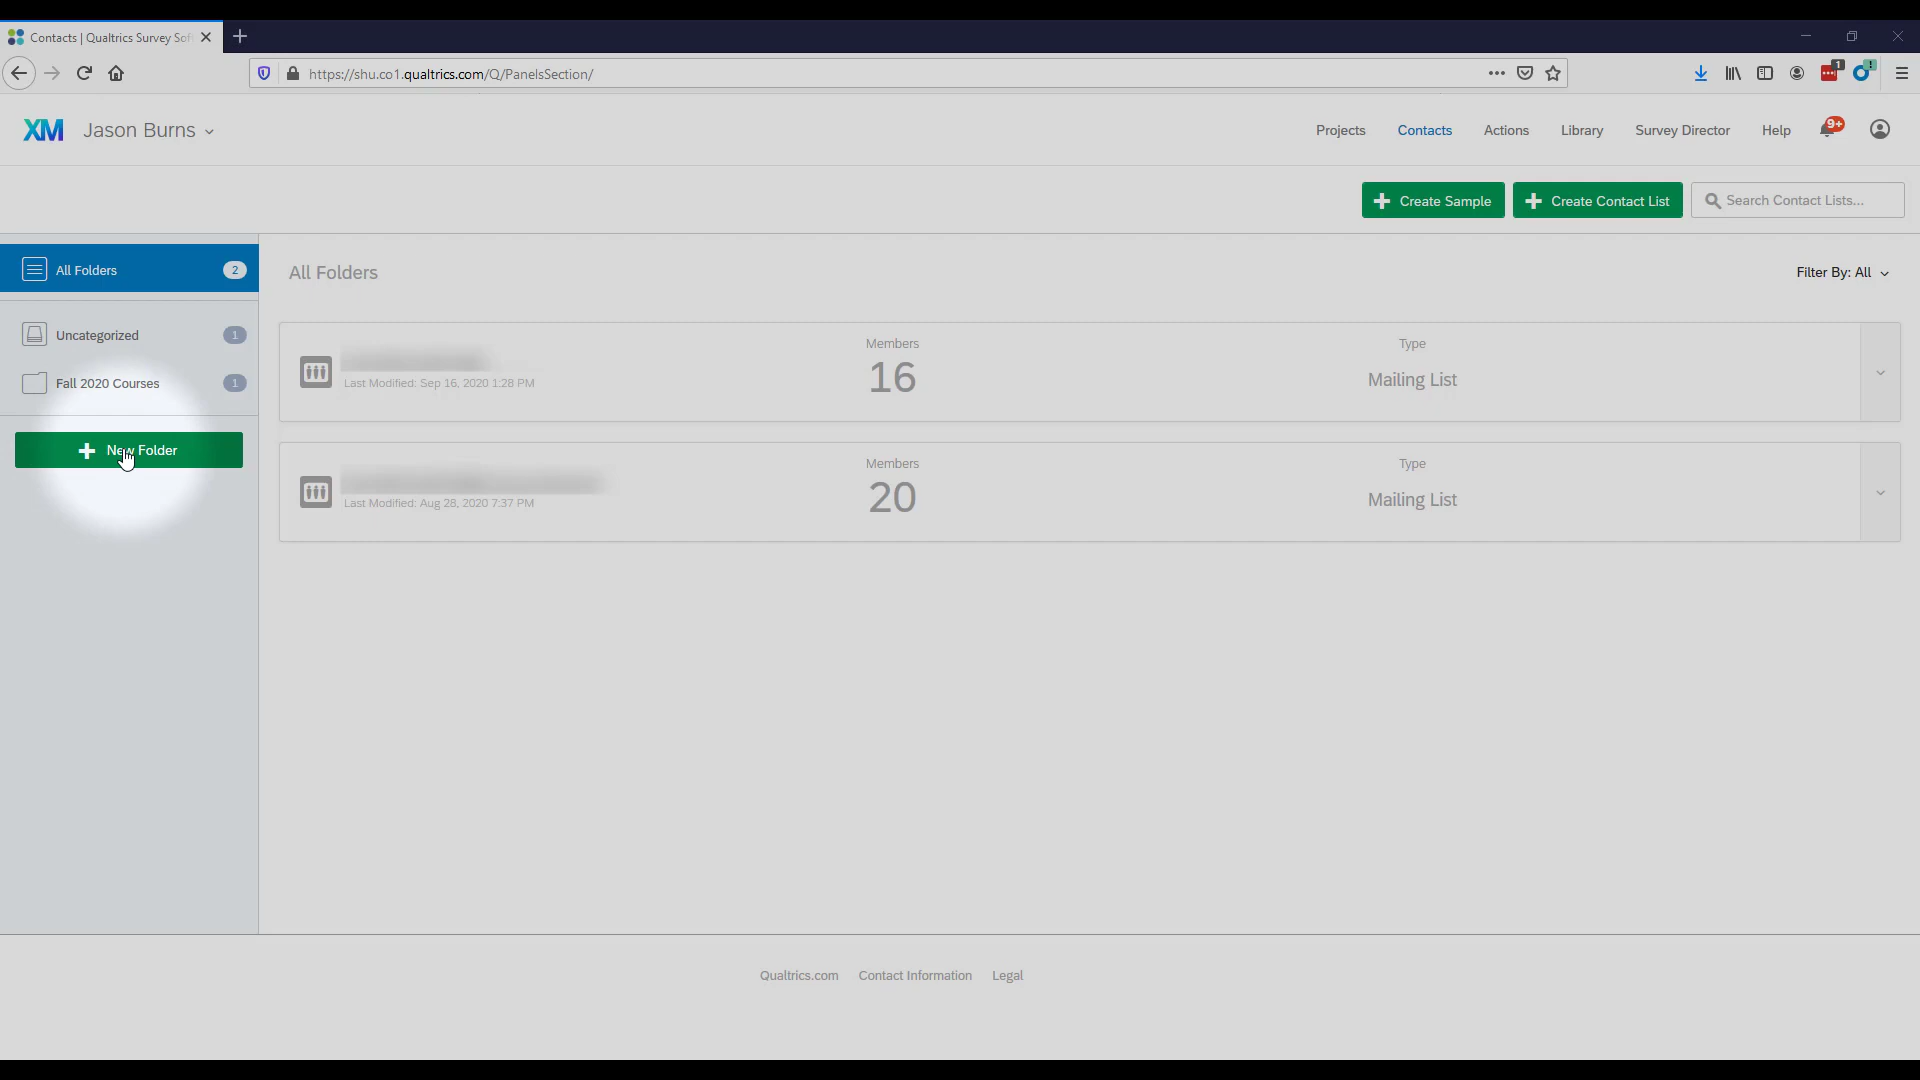 Contacts | Qualtrics Survey Sof
https://shu.co1.qualtrics.com/Q/PanelsSection/
1
!
XM Jason Burns
Projects Contacts Actions Library Survey Director Help 9+
Create Sample Create Contact List Search Contact Lists...
All Folders 2
All Folders
Filter By: All
Uncategorized 1
Fall 2020 Courses 1
New Folder
Members Type
16 Mailing List
Last Modified: Sep 16, 2020 1:28 PM
Members Type
20 Mailing List
Last Modified: Aug 28, 2020 7:37 PM
Qualtrics.com Contact Information Legal